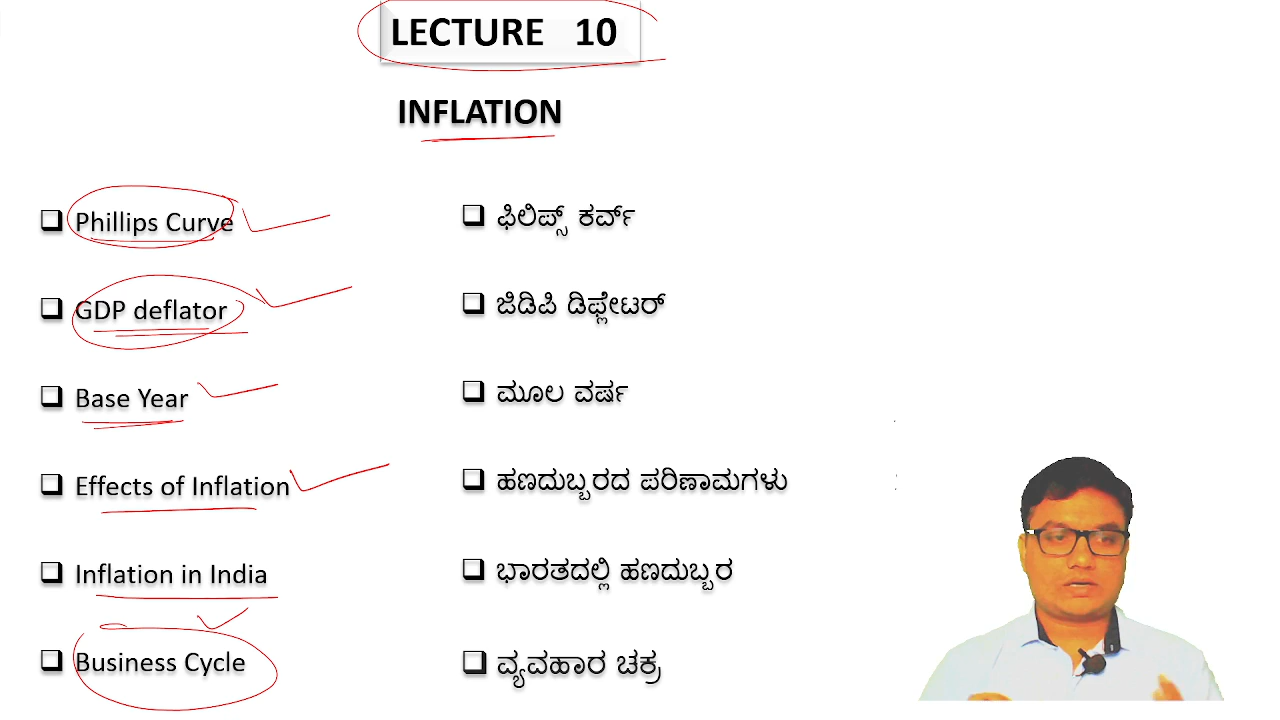 LECTURE 10
INFLATION
Phillips Curve
GDP deflator
Base Year
Effects of Inflation
Inflation in India
Business Cycle
ಫಿಲಿಪ್ಸ್ ಕರ್ವ್
ಜಿಡಿಪಿ ಡಿಫ್ಲೇಟರ್
ಮೂಲ ವರ್ಷ
ಹಣದುಬ್ಬರದ ಪರಿಣಾಮಗಳು
ಭಾರತದಲ್ಲಿ ಹಣದುಬ್ಬರ
ವ್ಯವಹಾರ ಚಕ್ರ